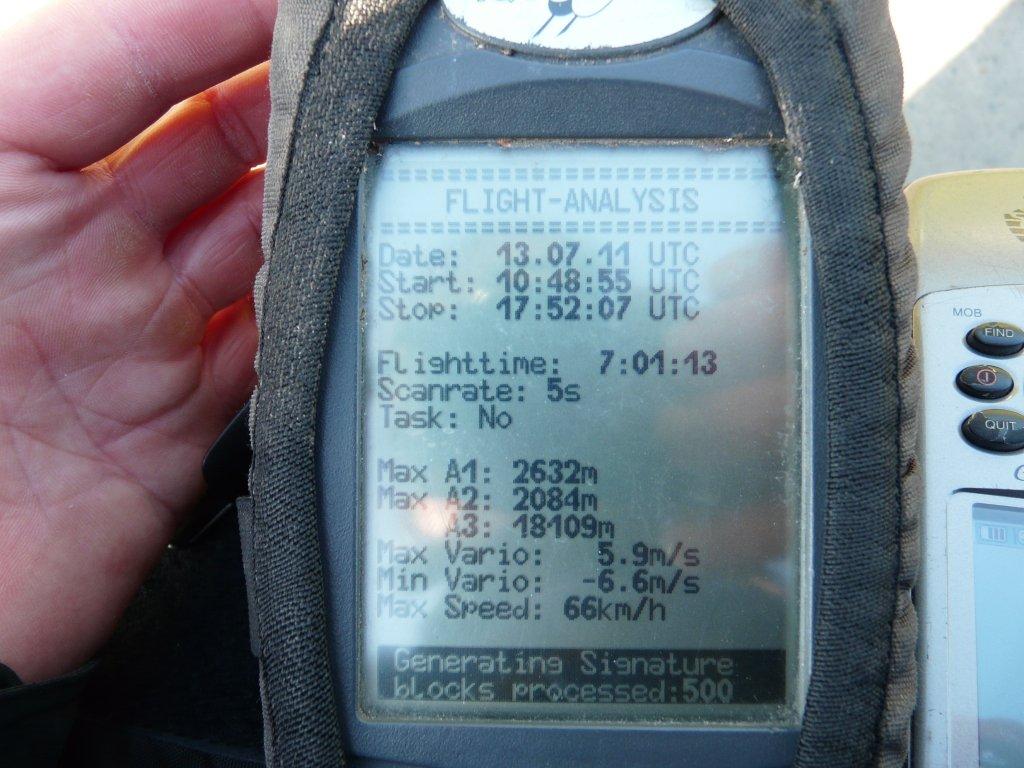 FLIGHT-ANALYSIS
Date: 13.07.11 UTC
Start: 10:48:55 UTC
Stop: 17:52:07 UTC
Flighttime: 7:01:13
Scanrate: 5s
Task: No
Max A1: 2632m
Max A2: 2084m
A3: 18109m
Max Vario: 5.9m/s
Min Vario: -6.6m/s
Max Speed: 66km/h
Generating Signature
blocks processed:500
MOB
FIND
QUIT